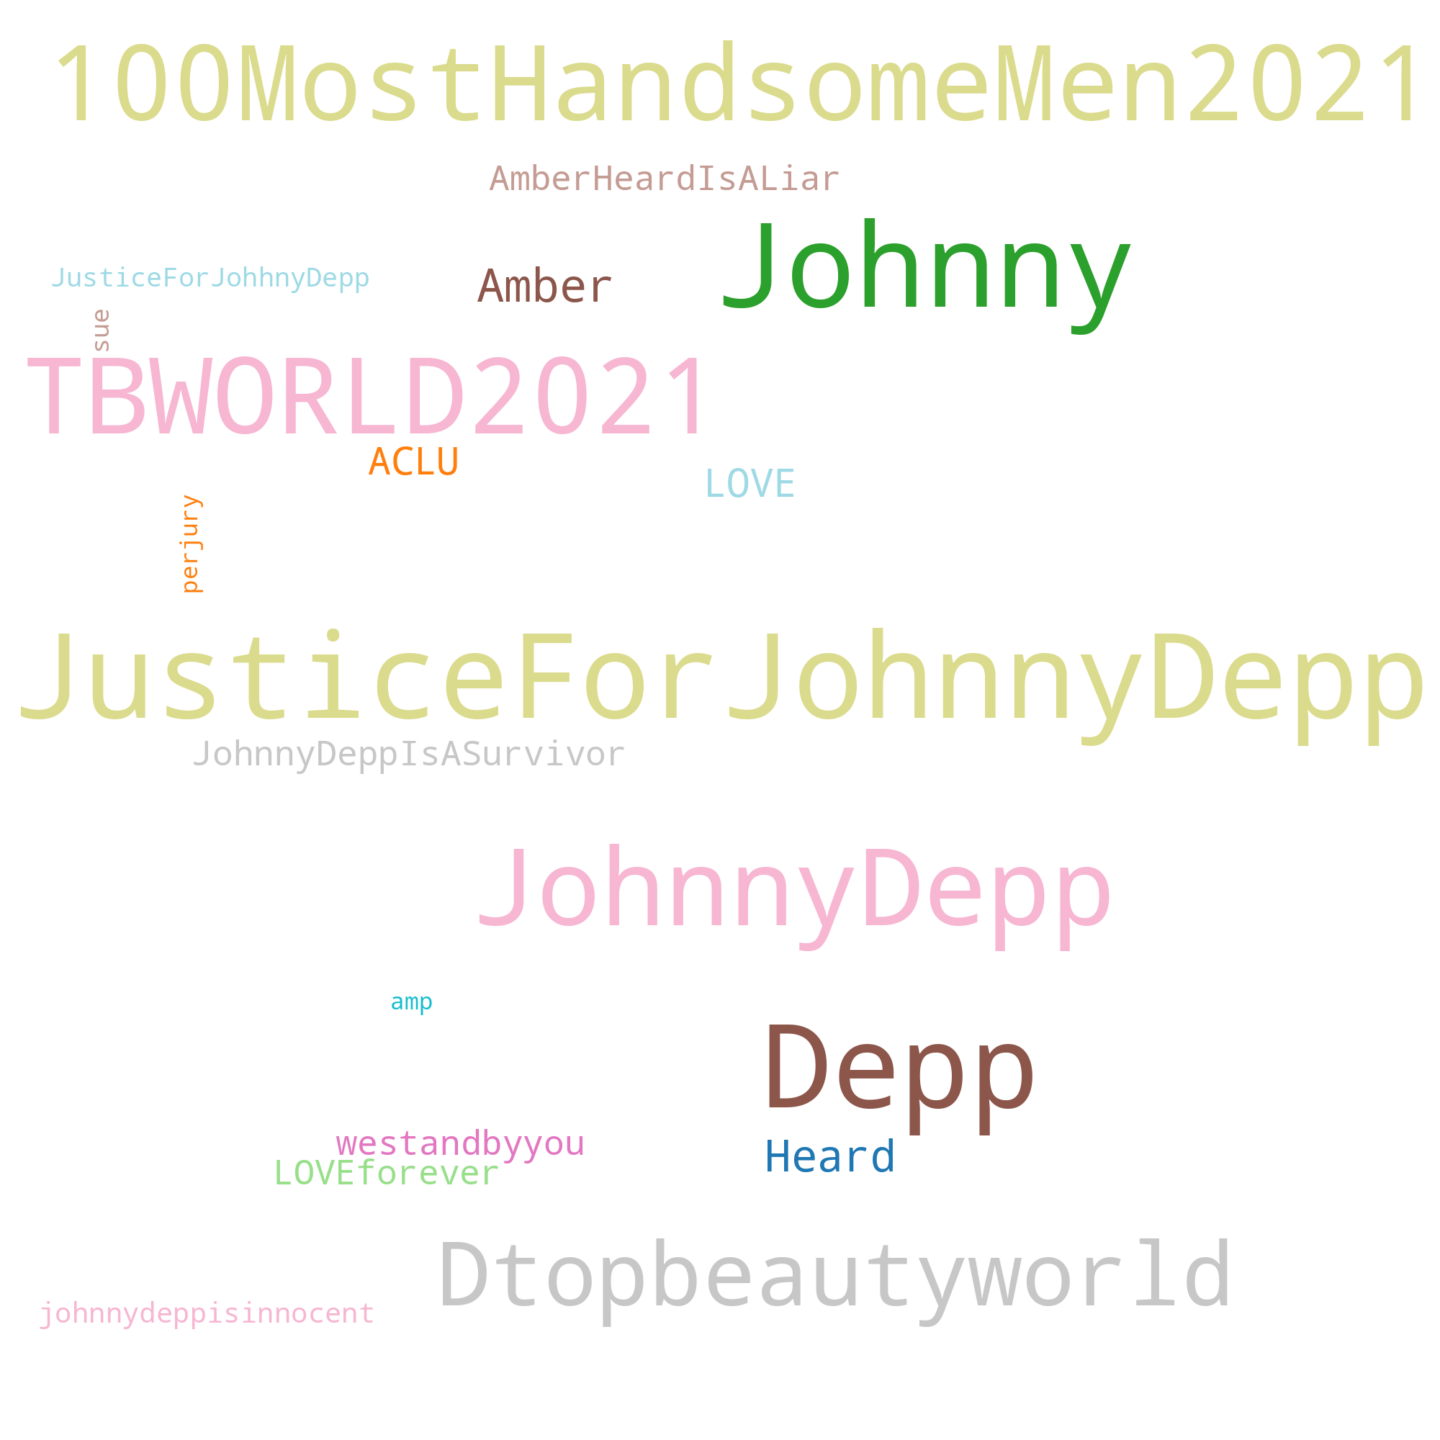 100MostHandsomeMen2021
AmberHeardIsALiar
Johnny
JusticeForJohhnyDepp
Amber
sue
TBWORLD2021
ACLU
LOVE
perjury
JusticeForJohnnyDepp
JohnnyDeppIsASurvivor
JohnnyDepp
amp
Depp
westandbyyou
Heard
LOVEforever
Dtopbeautyworld
johnnydeppisinnocent